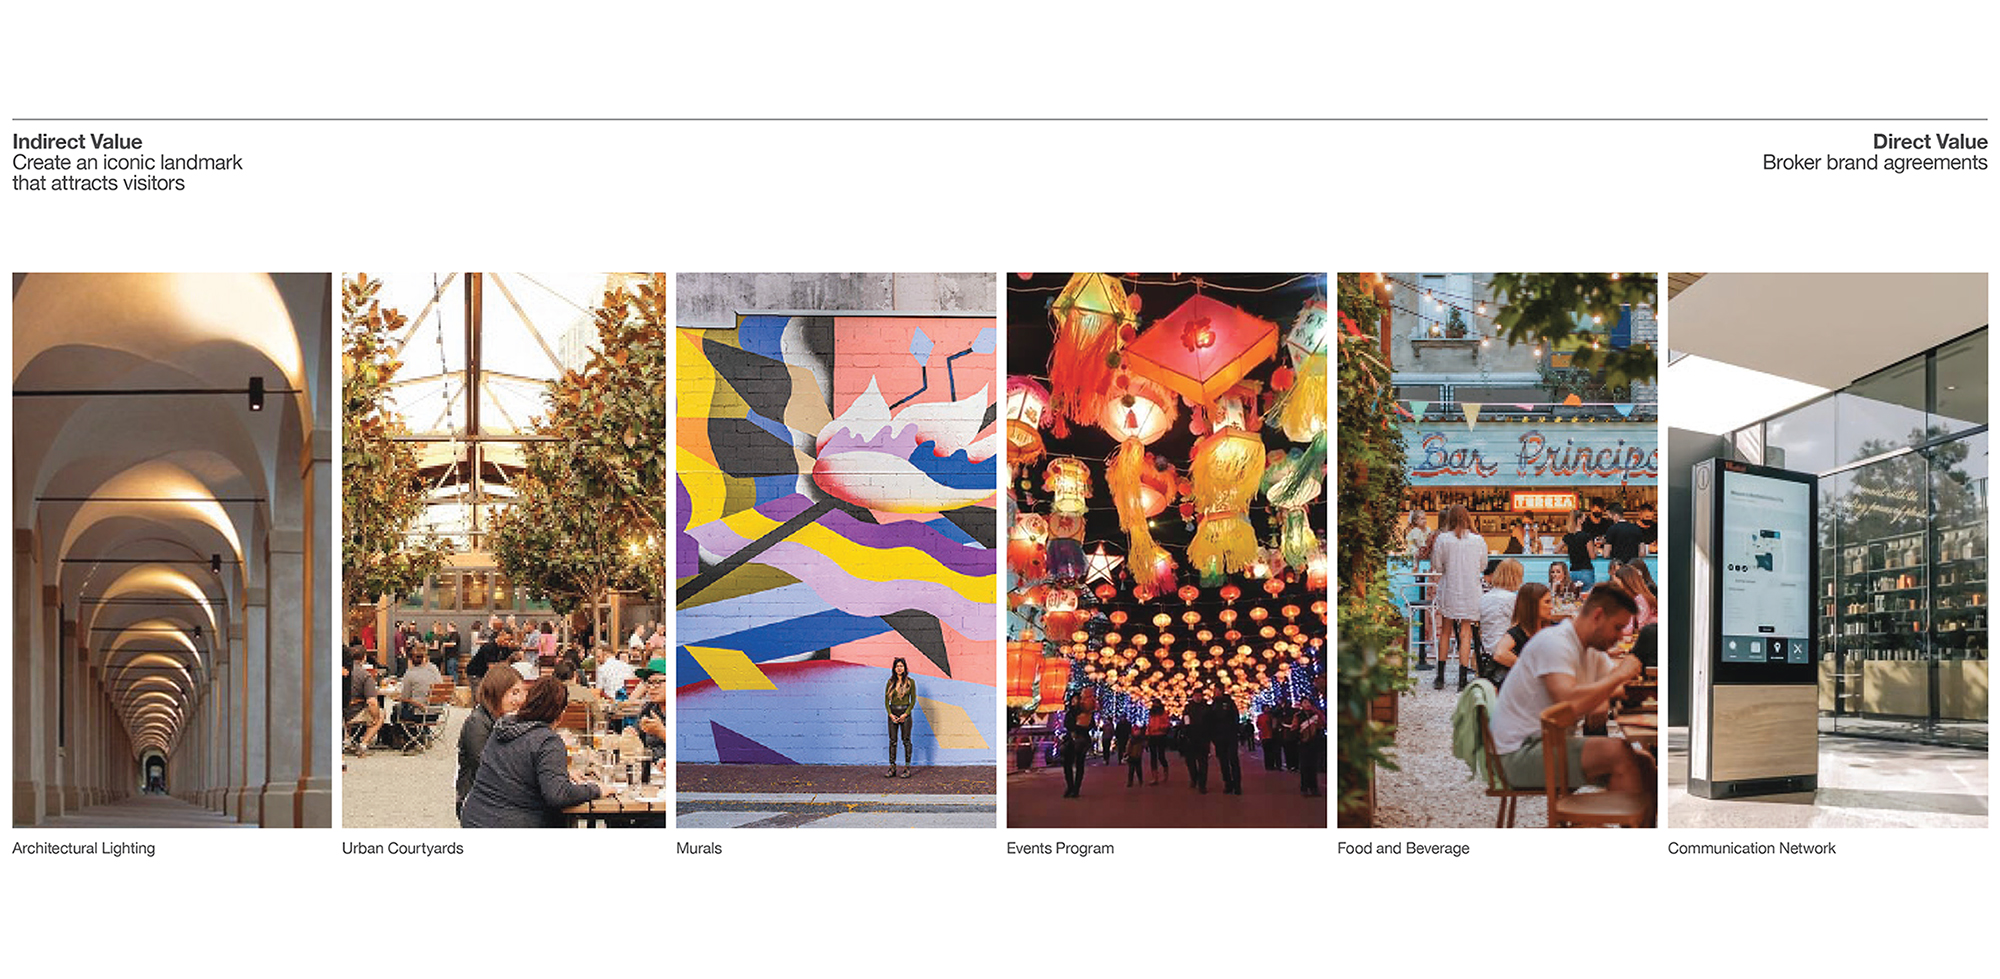 Indirect Value
Create an iconic landmark
that attracts visitors
Direct Value
Broker brand agreements
Bar Princip
Architectural Lighting
Urban Courtyards
Murals
Events Program
Food and Beverage
Communication Network